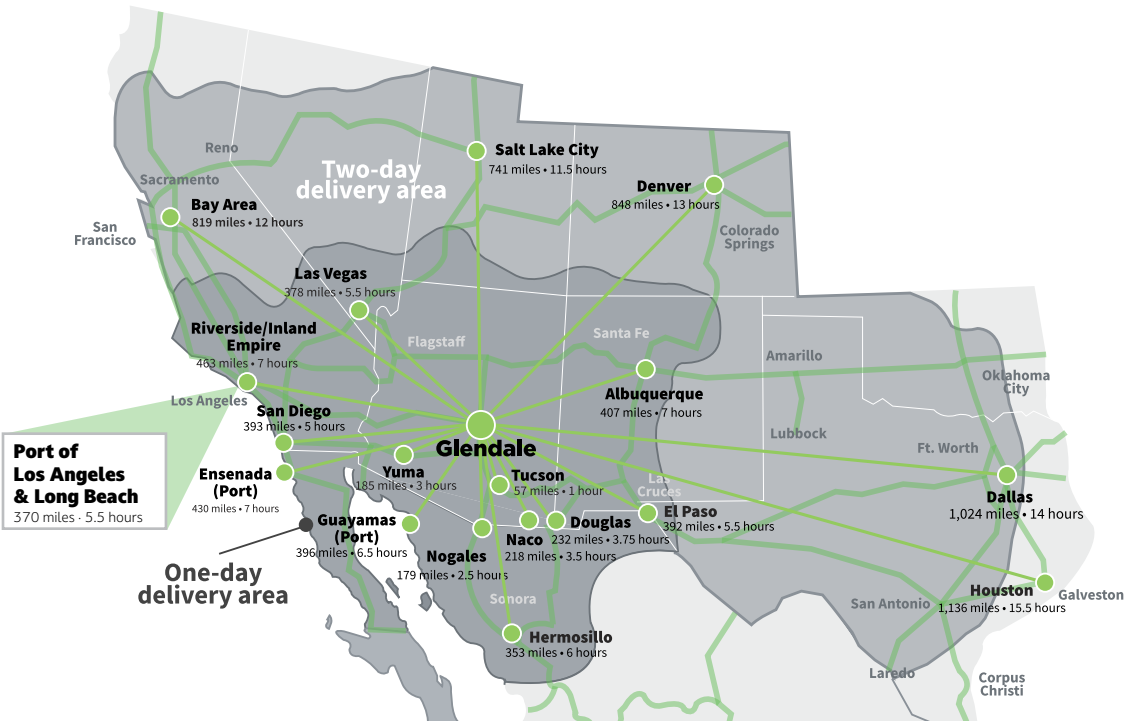 Reno
Two-day
delivery area
Salt Lake City
741 miles • 11.5 hours
Sacramento
Denver
848 miles • 13 hours
Bay Area
819 miles • 12 hours
San
Francisco
Colorado
Springs
Las Vegas
378 miles • 5.5 hours
Riverside/Inland
Empire
463 miles • 7 hours
Flagstaff
Santa Fe
Amarillo
Oklahoma
City
Albuquerque
407 miles • 7 hours
Los Angeles
San Diego
393 miles • 5 hours
Glendale
Lubbock
Ft. Worth
Port of
Los Angeles
& Long Beach
370 miles · 5.5 hours
Ensenada
(Port)
430 miles • 7 hours
Yuma
185 miles • 3 hours
Tucson
57 miles • 1 hour
Las
Cruces
Dallas
1,024 miles • 14 hours
El Paso
392 miles • 5.5 hours
Guayamas
(Port)
396 miles • 6.5 hours
Douglas
232 miles • 3.75 hours
Naco
218 miles • 3.5 hours
Nogales
179 miles • 2.5 hours
One-day
delivery area
Sonora
Houston
1,136 miles • 15.5 hours
San Antonio
Galveston
Hermosillo
353 miles • 6 hours
Laredo
Corpus
Christi